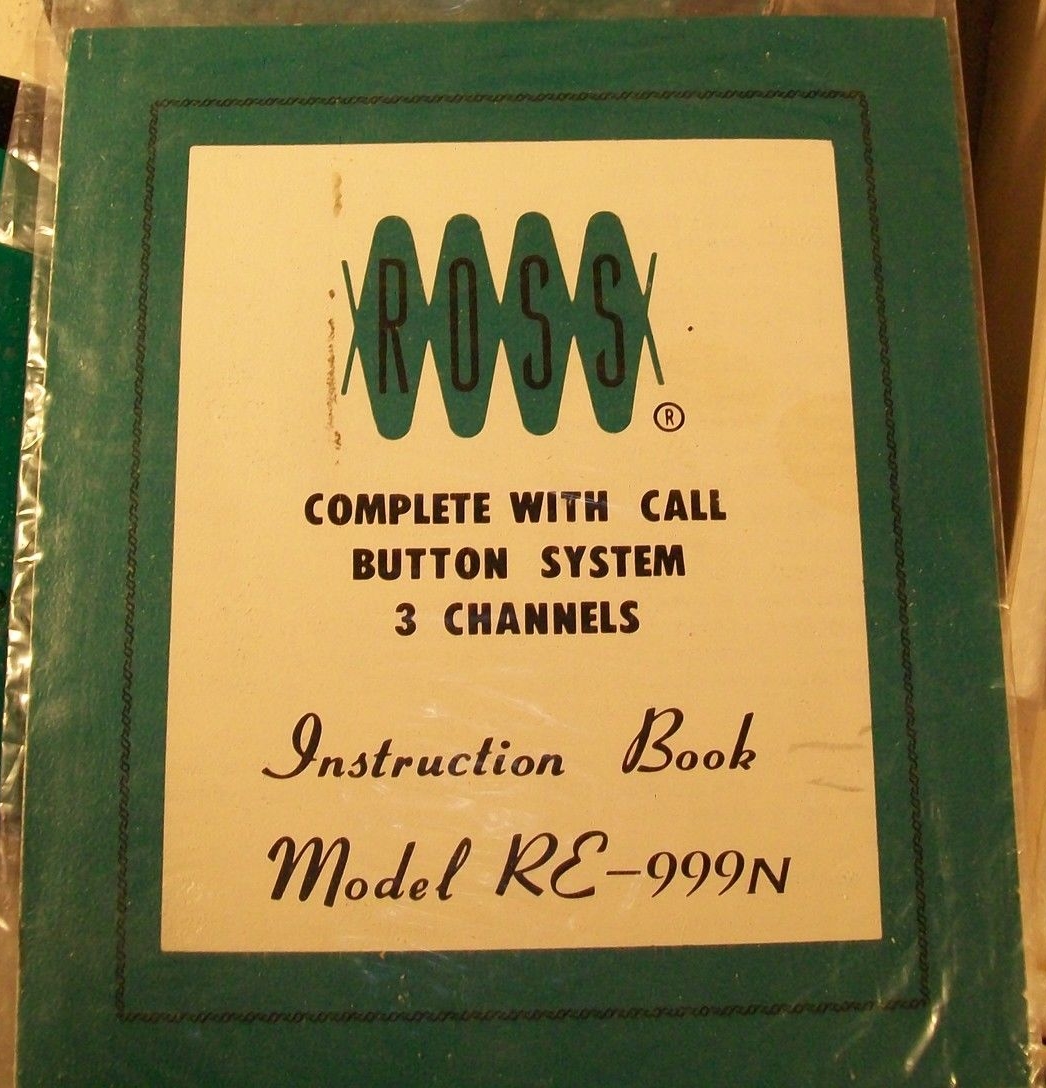 ROSS
®
COMPLETE WITH CALL
BUTTON SYSTEM
3 CHANNELS
Instruction Book
Model RE-999N